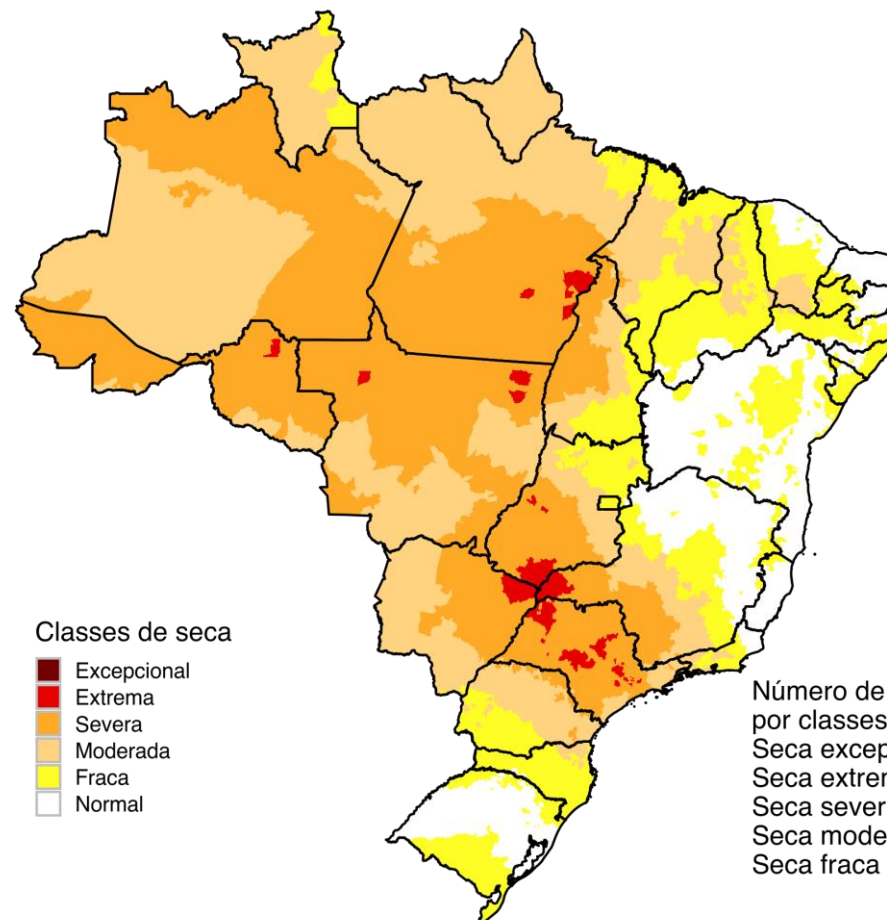 Classes de seca
Excepcional
Extrema
Severa
Moderada
Fraca
Normal
Número de
por classes
Seca excep
Seca extrem
Seca sever
Seca mode
Seca fraca